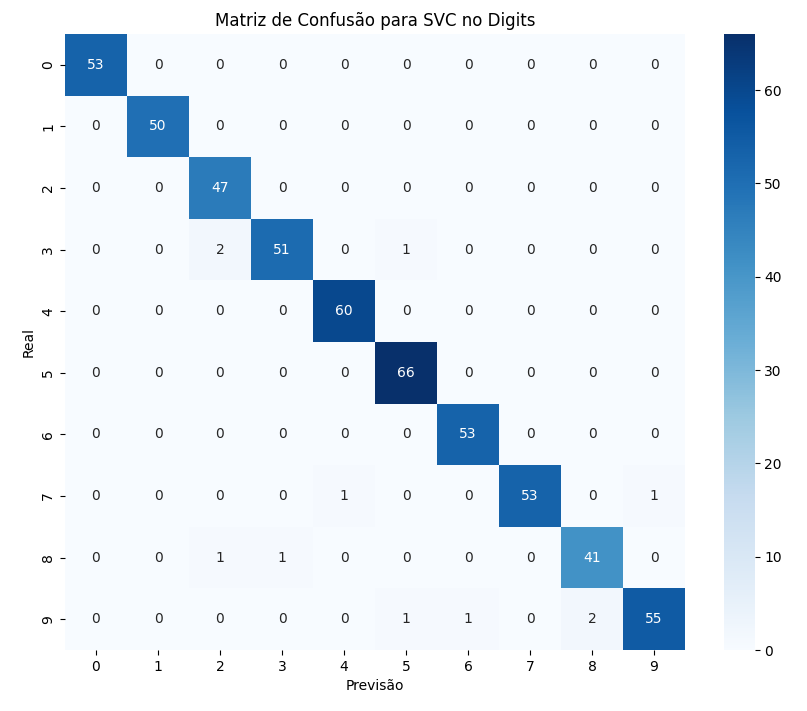 Matriz de Confusão para SVC no Digits
0 53 0 0 0 0 0 0 0 0 0
1 0 50 0 0 0 0 0 0 0 0
2 0 0 47 0 0 0 0 0 0 0
3 0 0 2 51 0 1 0 0 0 0
4 0 0 0 0 60 0 0 0 0 0
5 0 0 0 0 0 66 0 0 0 0
6 0 0 0 0 0 0 53 0 0 0
7 0 0 0 0 1 0 0 53 0 1
8 0 0 1 1 0 0 0 0 41 0
9 0 0 0 0 0 1 1 0 2 55
0 1 2 3 4 5 6 7 8 9
Previsão
Real
60
50
40
30
20
10
0